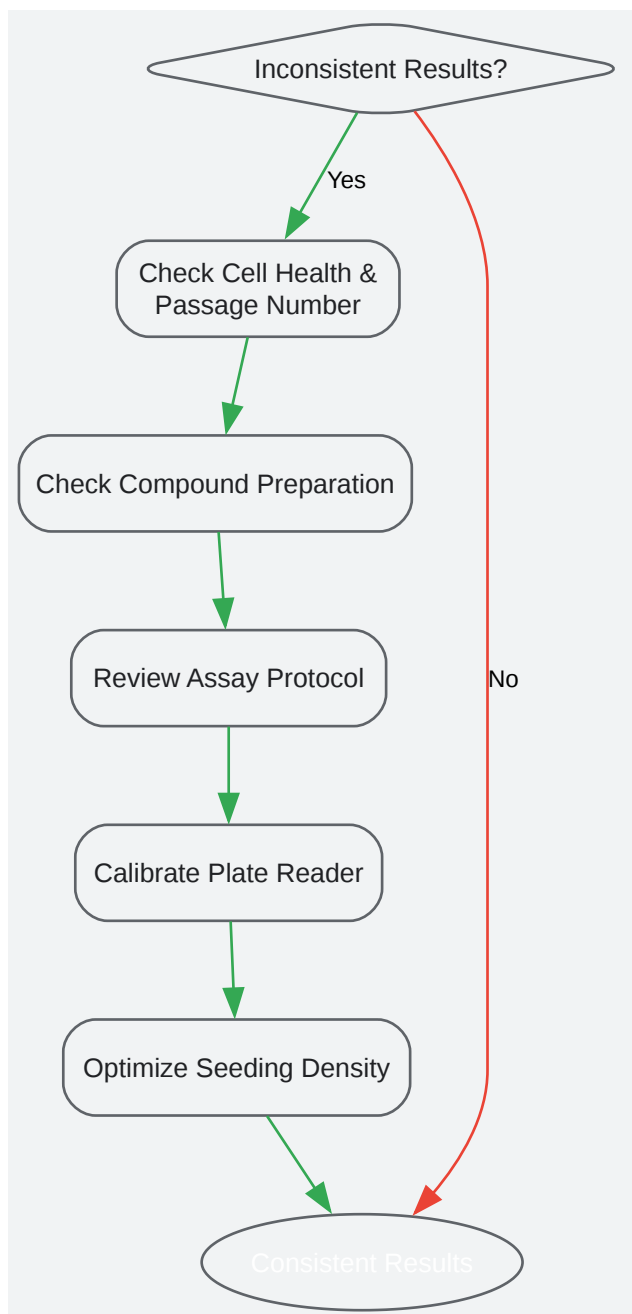 Inconsistent Results?
Yes
Check Cell Health &
Passage Number
Check Compound Preparation
Review Assay Protocol
No
Calibrate Plate Reader
Optimize Seeding Density
Consistent Results